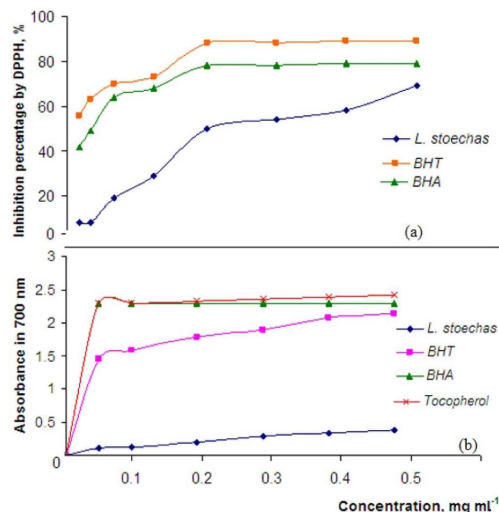 Inhibition percentage by DPPH, %
100
80
60
40
20
0
L. stoechas
BHT
BHA
(a)
Absorbance in 700 nm
3
2.5
2
1.5
1
0.5
0
0.1
0.2
0.3
0.4
0.5
L. stoechas
BHT
BHA
Tocopherol
(b)
Concentration, mg ml⁻¹